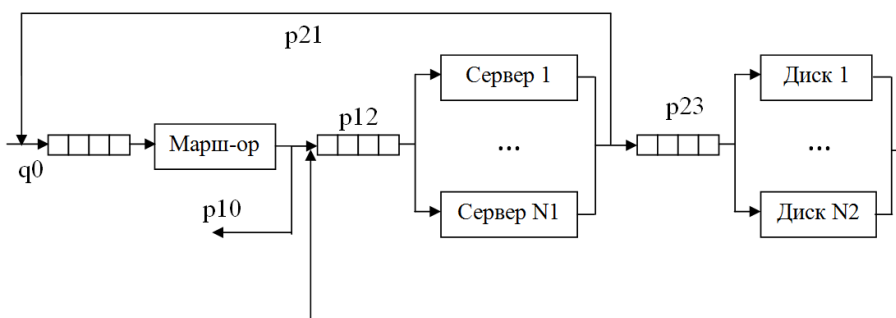 p21
Сервер 1
Диск 1
p12
p23
Марш-ор
...
...
q0
p10
Сервер N1
Диск N2